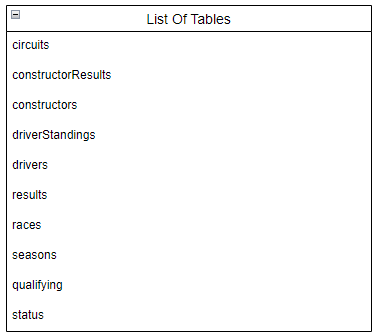 List Of Tables
circuits
constructorResults
constructors
driverStandings
drivers
results
races
seasons
qualifying
status